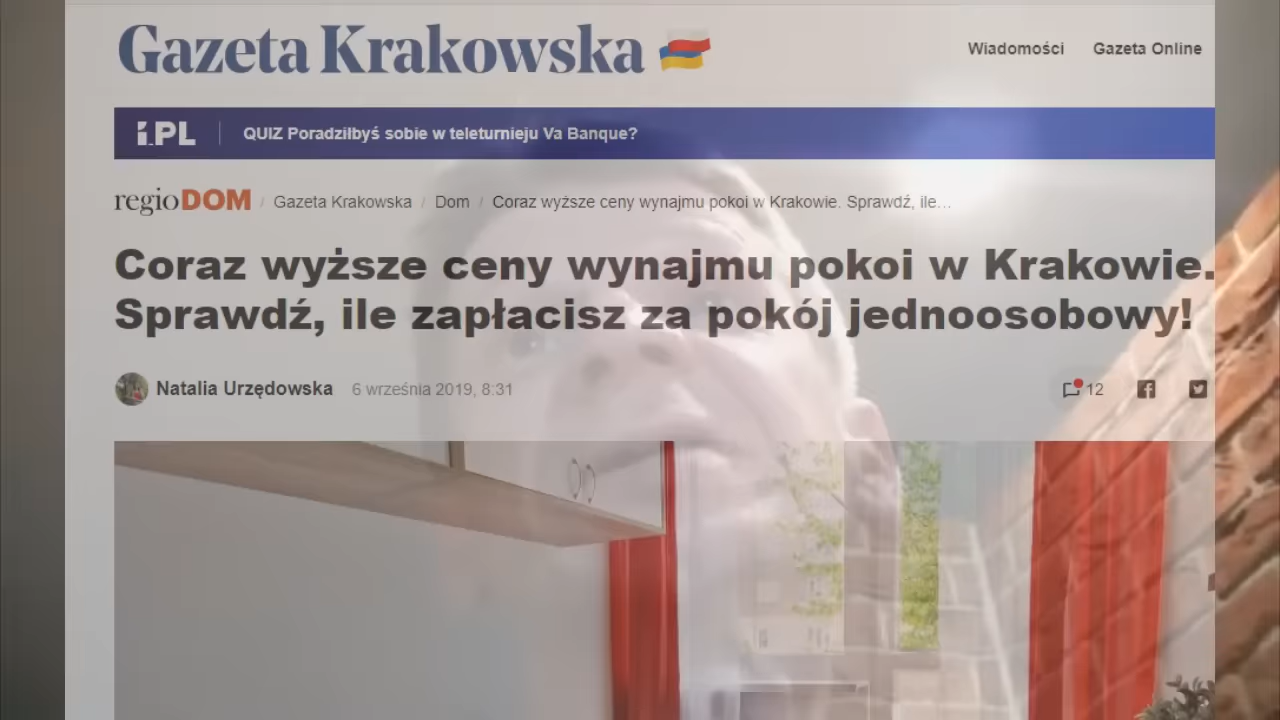 Gazeta Krakowska
Wiadomości Gazeta Online
i.PL QUIZ Poradziłbyś sobie w teleturnieju Va Banque?
regioDOM / Gazeta Krakowska / Dom / Coraz wyższe ceny wynajmu pokoi w Krakowie. Sprawdź, ile…
Coraz wyższe ceny wynajmu pokoi w Krakowie.
Sprawdź, ile zapłacisz za pokój jednoosobowy!
Natalia Urzędowska 6 września 2019, 8:31
12